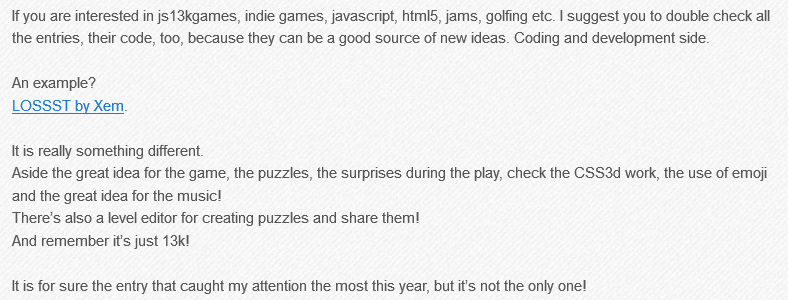 If you are interested in js13kgames, indie games, javascript, html5, jams, golfing etc. I suggest you to double check all
the entries, their code, too, because they can be a good source of new ideas. Coding and development side.
An example?
LOSSST by Xem.
It is really something different.
Aside the great idea for the game, the puzzles, the surprises during the play, check the CSS3d work, the use of emoji
and the great idea for the music!
There’s also a level editor for creating puzzles and share them!
And remember it’s just 13k!
It is for sure the entry that caught my attention the most this year, but it’s not the only one!